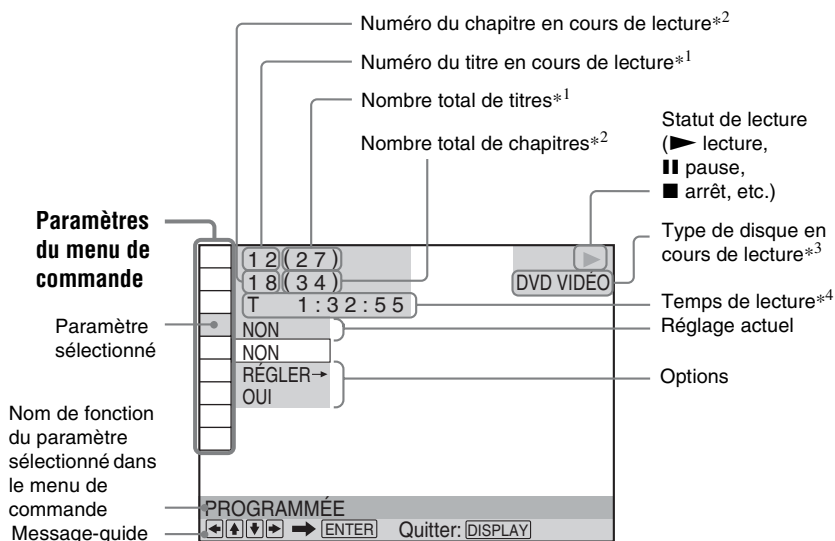 Numéro du chapitre en cours de lecture*2
Numéro du titre en cours de lecture*1
Nombre total de titres*1
Nombre total de chapitres*2
Statut de lecture
(► lecture,
❚❚ pause,
■ arrêt, etc.)
Type de disque en
cours de lecture*3
Temps de lecture*4
Réglage actuel
Options
Paramètres
du menu de
commande
Paramètre
sélectionné
Nom de fonction
du paramètre
sélectionné dans
le menu de
commande
Message-guide
12(27)
18(34)
T 1:32:55
►
DVD VIDÉO
NON
NON
RÉGLER→
OUI
PROGRAMMÉE
←↑↓→ ➡ ENTER Quitter: DISPLAY